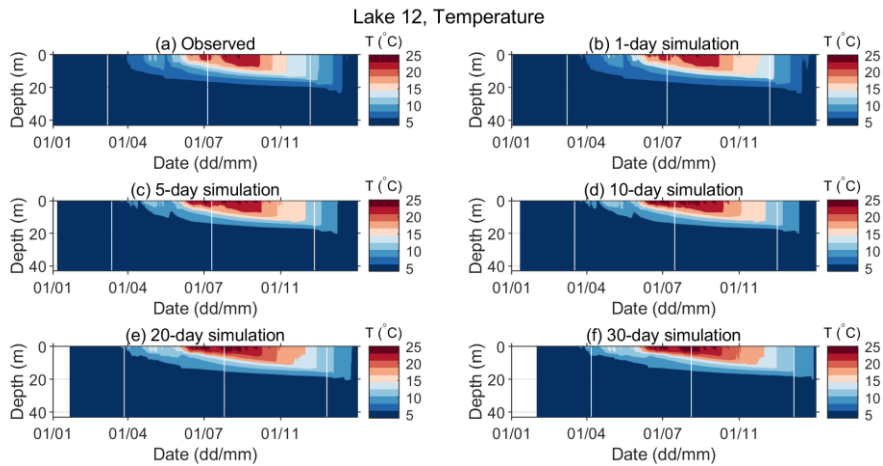 Lake 12, Temperature
(a) Observed
T (°C)
0
20
40
Depth (m)
25
20
15
10
5
01/01
01/04
01/07
01/11
Date (dd/mm)
(b) 1-day simulation
T (°C)
0
20
40
Depth (m)
25
20
15
10
5
01/01
01/04
01/07
01/11
Date (dd/mm)
(c) 5-day simulation
T (°C)
0
20
40
Depth (m)
25
20
15
10
5
01/01
01/04
01/07
01/11
Date (dd/mm)
(d) 10-day simulation
T (°C)
0
20
40
Depth (m)
25
20
15
10
5
01/01
01/04
01/07
01/11
Date (dd/mm)
(e) 20-day simulation
T (°C)
0
20
40
Depth (m)
25
20
15
10
5
01/01
01/04
01/07
01/11
Date (dd/mm)
(f) 30-day simulation
T (°C)
0
20
40
Depth (m)
25
20
15
10
5
01/01
01/04
01/07
01/11
Date (dd/mm)